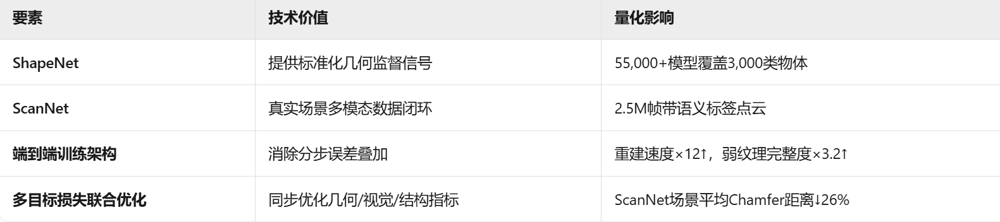 要素 技术价值 量化影响
ShapeNet 提供标准化几何监督信号 55,000+模型覆盖3,000类物体
ScanNet 真实场景多模态数据闭环 2.5M帧带语义标签点云
端到端训练架构 消除分步误差叠加 重建速度×12↑，弱纹理完整度×3.2↑
多目标损失联合优化 同步优化几何/视觉/结构指标 ScanNet场景平均Chamfer距离↓26%